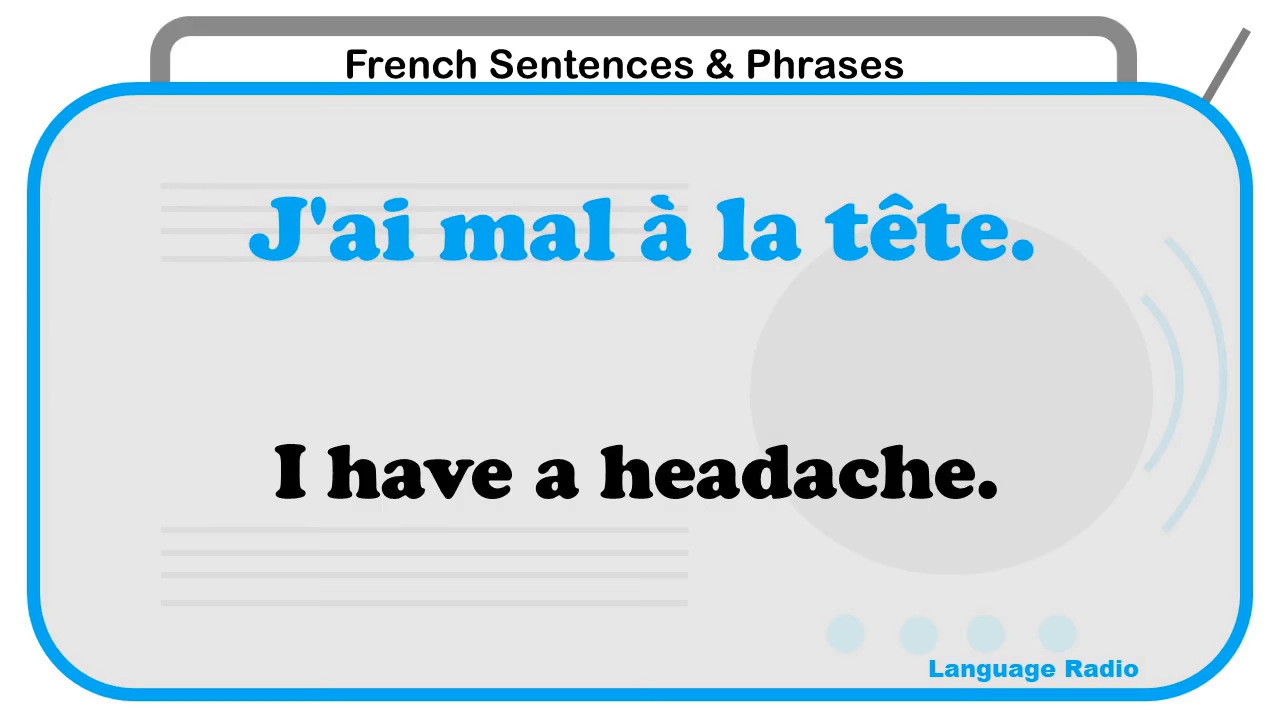 French Sentences & Phrases
J'ai mal à la tête.
I have a headache.
Language Radio